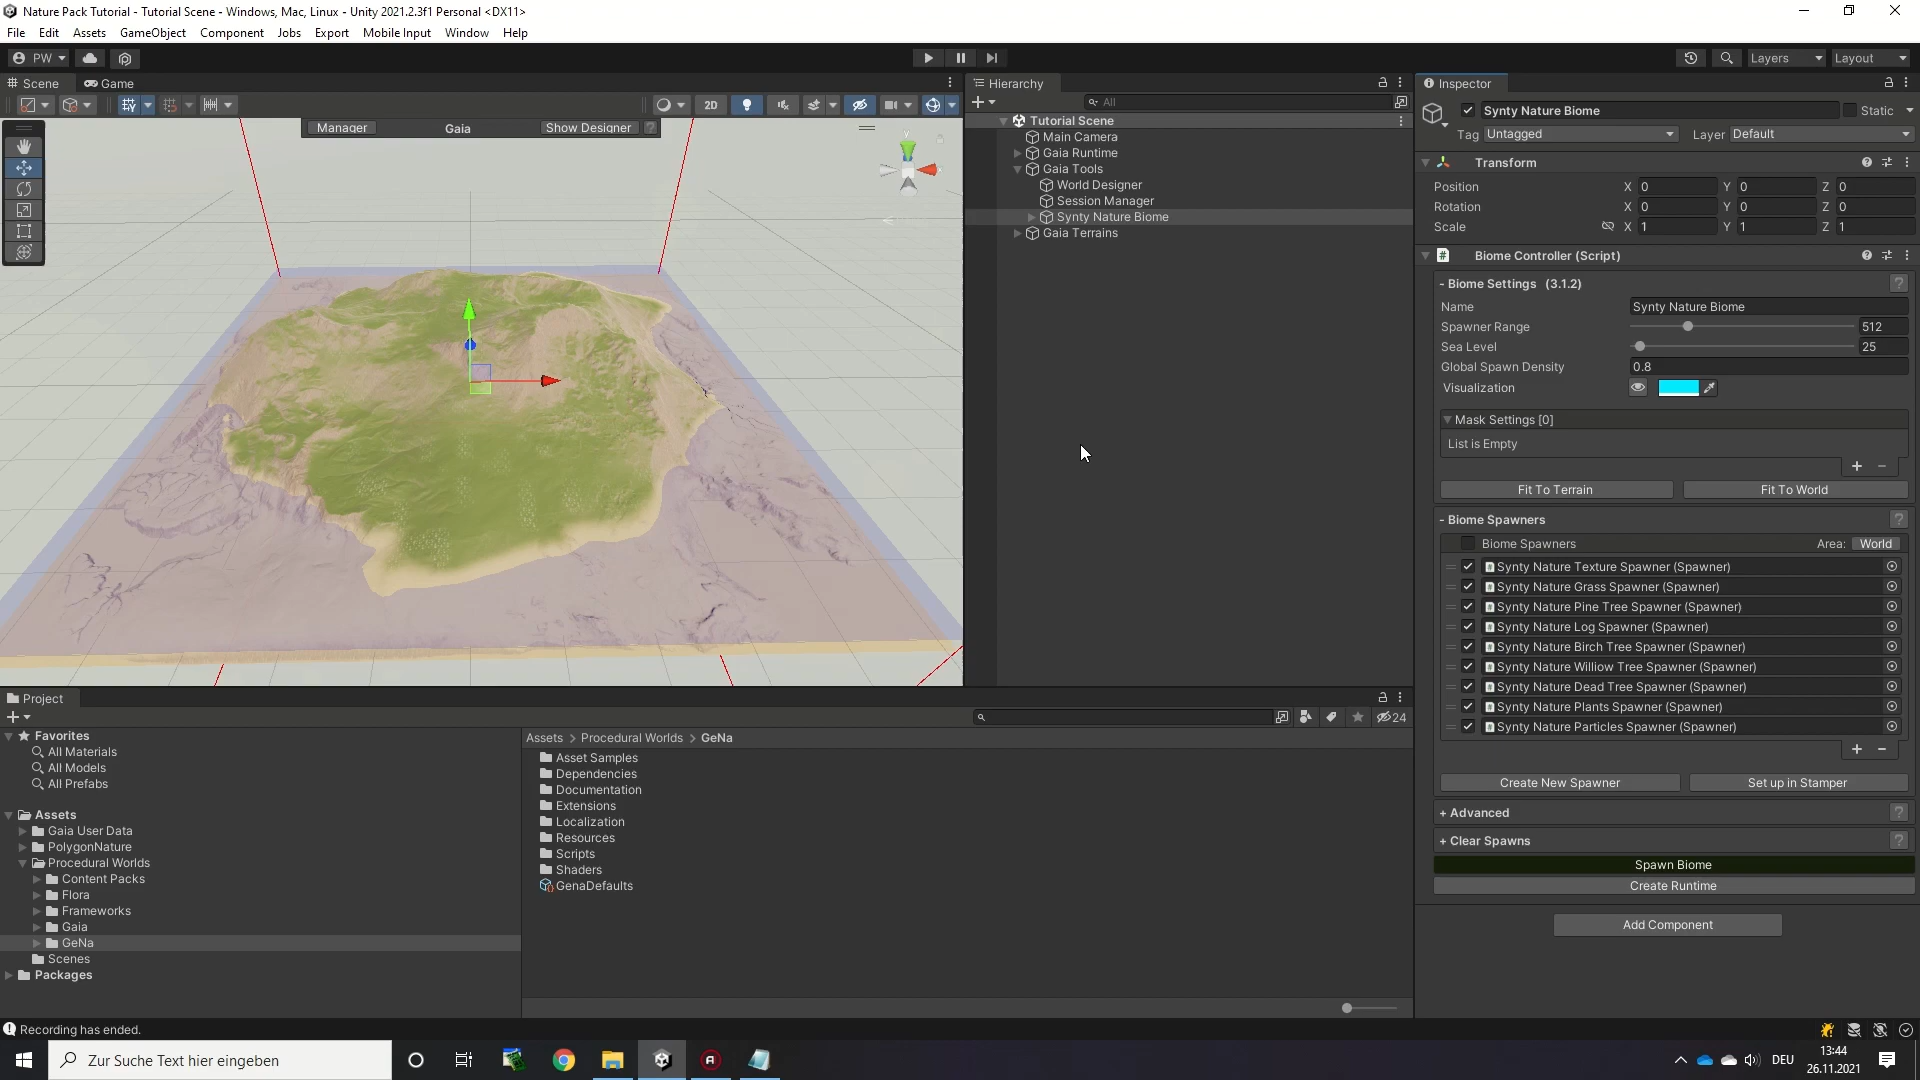 Nature Pack Tutorial - Tutorial Scene - Windows, Mac, Linux - Unity 2021.2.3f1 Personal <DX11>
File Edit Assets GameObject Component Jobs Export Mobile Input Window Help
PW Layers Layout
Scene Game
2D
Manager Gaia Show Designer ?
y
Hierarchy
All
Tutorial Scene
Main Camera
Gaia Runtime
Gaia Tools
World Designer
Session Manager
Synty Nature Biome
Gaia Terrains
Inspector
Synty Nature Biome Static
Tag Untagged Layer Default
Transform
Position X 0 Y 0 Z 0
Rotation X 0 Y 0 Z 0
Scale X 1 Y 1 Z 1
# Biome Controller (Script)
- Biome Settings (3.1.2) ?
Name Synty Nature Biome
Spawner Range 512
Sea Level 25
Global Spawn Density 0.8
Visualization
Mask Settings [0]
List is Empty
+ −
Fit To Terrain Fit To World
- Biome Spawners ?
Biome Spawners Area: World
Synty Nature Texture Spawner (Spawner)
Synty Nature Grass Spawner (Spawner)
Synty Nature Pine Tree Spawner (Spawner)
Synty Nature Log Spawner (Spawner)
Synty Nature Birch Tree Spawner (Spawner)
Synty Nature Williow Tree Spawner (Spawner)
Synty Nature Dead Tree Spawner (Spawner)
Synty Nature Plants Spawner (Spawner)
Synty Nature Particles Spawner (Spawner)
+ −
Create New Spawner Set up in Stamper
+ Advanced ?
+ Clear Spawns ?
Spawn Biome
Create Runtime
Add Component
Project
24
Favorites
All Materials
All Models
All Prefabs
Assets
Gaia User Data
PolygonNature
Procedural Worlds
Content Packs
Flora
Frameworks
Gaia
GeNa
Scenes
Packages
Assets > Procedural Worlds > GeNa
Asset Samples
Dependencies
Documentation
Extensions
Localization
Resources
Scripts
Shaders
GenaDefaults
Recording has ended.
Zur Suche Text hier eingeben
DEU
13:44
26.11.2021